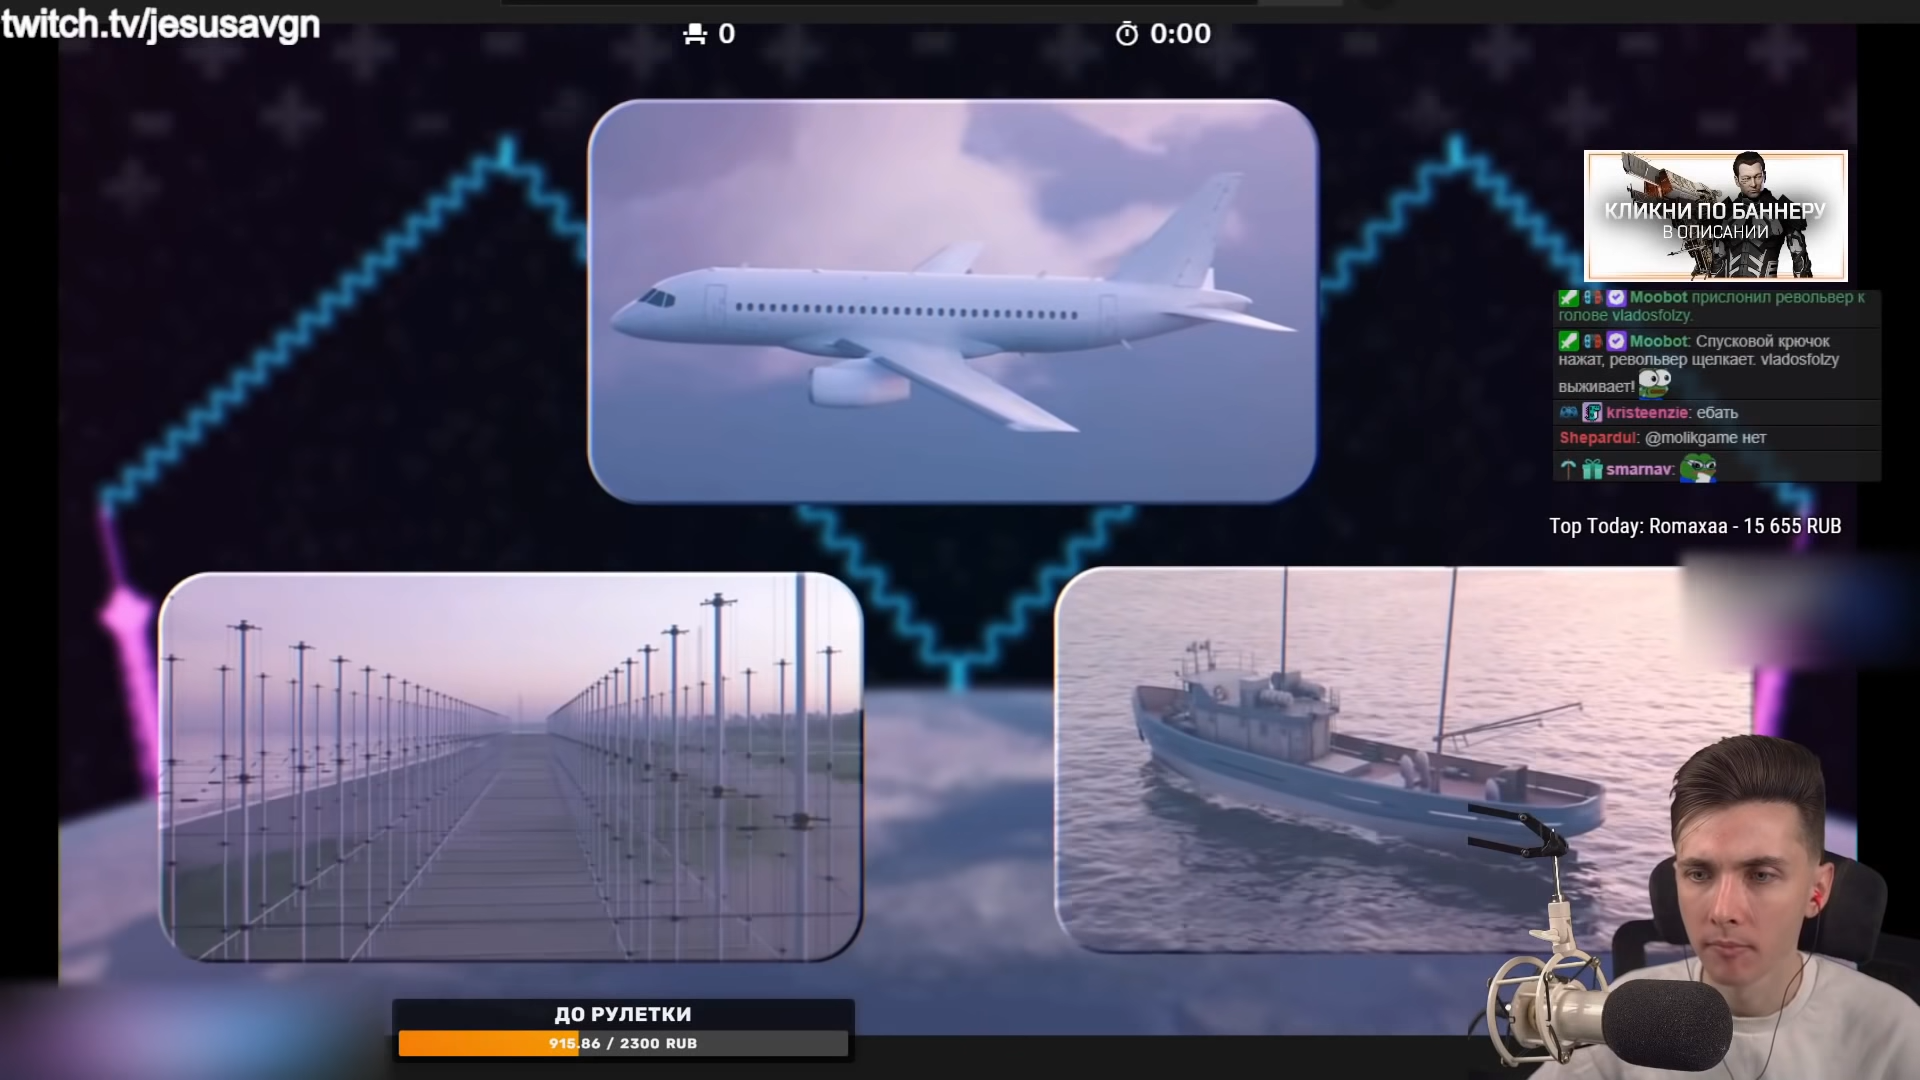 twitch.tv/jesusavgn
0
0:00
КЛИКНИ ПО БАННЕРУ
В ОПИСАНИИ
Moobot прислонил револьвер к
голове vladosfolzy.
Moobot: Спусковой крючок
нажат, револьвер щелкает. vladosfolzy
выживает!
kristeenzie: ебать
Shepardul: @molikgame нет
smarnav:
Top Today: Romaxaa - 15 655 RUB
ДО РУЛЕТКИ
915.86 / 2300 RUB